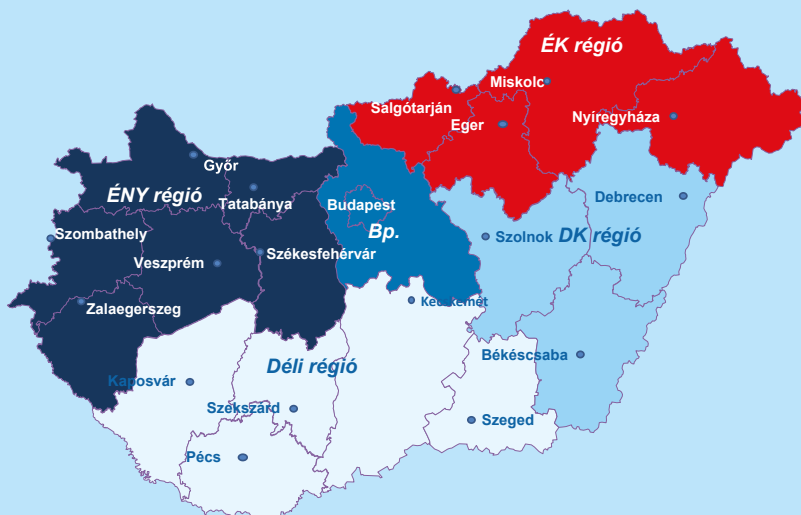 ÉK régió
Miskolc
Salgótarján
Eger
Nyíregyháza
Győr
ÉNY régió
Tatabánya
Budapest
Debrecen
Szombathely
Bp.
Szolnok
DK régió
Veszprém
Székesfehérvár
Zalaegerszeg
Kecskemét
Déli régió
Békéscsaba
Kaposvár
Szekszárd
Szeged
Pécs